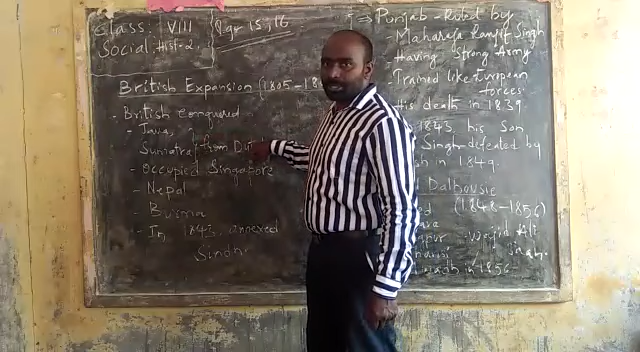 Class: VIII
Social: Hist-2.
Pg: 15, 16
British Expansion (1805-18
- British conquered
- Java,
Sumatra from Dut
- Occupied Singapore
- Nepal
- Burma
- In, 1843 annexed
Sindh
⇒ Punjab - Ruled by
Maharaja Ranjit Singh
- Having Strong Army
- Trained like European
forces.
His death in 1839.
1843, his Son
Singh defeated by
in 1849.
Dalhousie
(1848-1856)
Wajid Ali
Shah.
in 1856